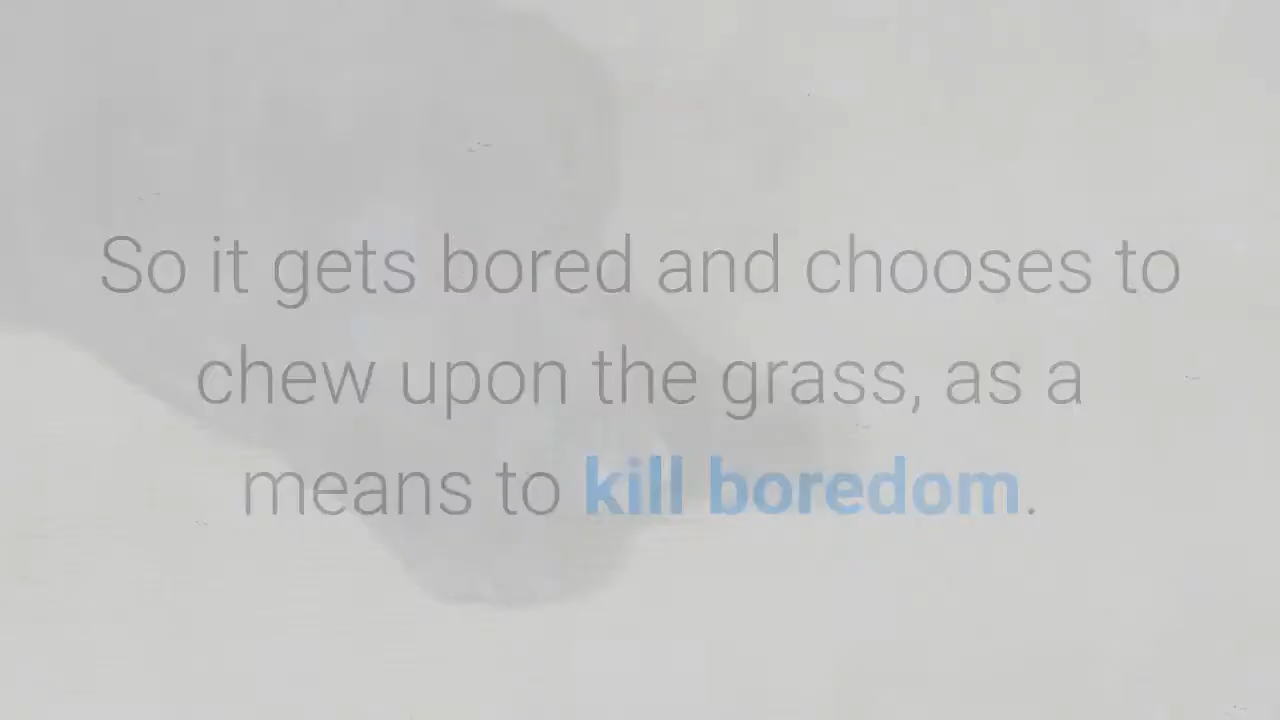 So it gets bored and chooses to
chew upon the grass, as a
means to kill boredom.